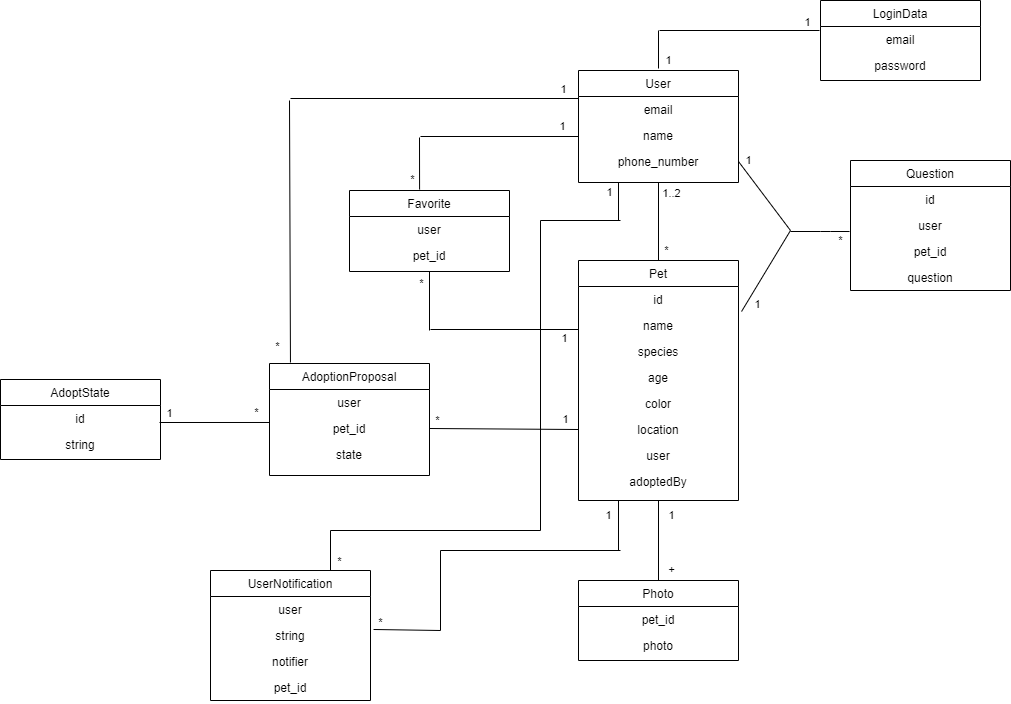 LoginData
email
password
1
1
User
email
name
phone_number
1
1
1
1..2
1
Question
id
user
pet_id
question
*
*
Favorite
user
pet_id
*
*
Pet
id
name
species
age
color
location
user
adoptedBy
1
1
1
*
AdoptionProposal
user
pet_id
state
*
*
AdoptState
id
string
1
1
1
*
UserNotification
user
string
notifier
pet_id
*
+
Photo
pet_id
photo